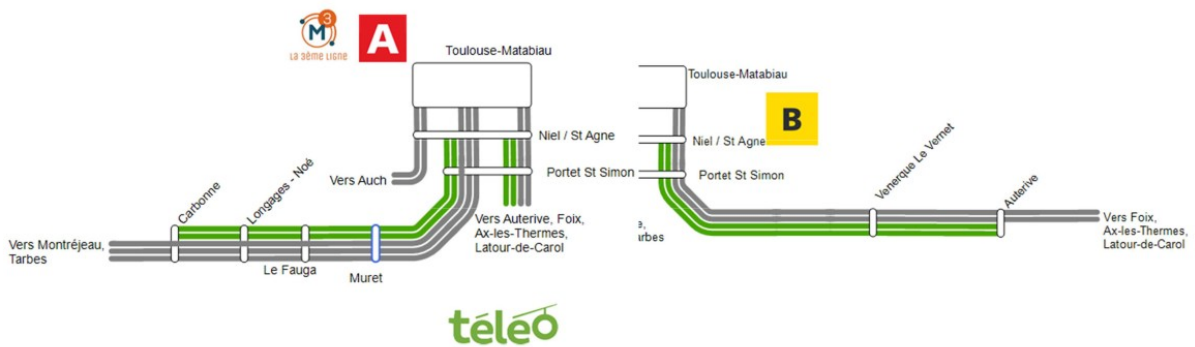 M3
LA 3ème LIGNE
A
Toulouse-Matabiau
Niel / St Agne
Portet St Simon
Vers Auch
Carbonne
Longages - Noé
Le Fauga
Muret
Vers Montréjeau,
Tarbes
Vers Auterive, Foix,
Ax-les-Thermes,
Latour-de-Carol
téléo
Toulouse-Matabiau
B
Niel / St Agne
Portet St Simon
Venerque Le Vernet
Auterive
e,
arbes
Vers Foix,
Ax-les-Thermes,
Latour-de-Carol